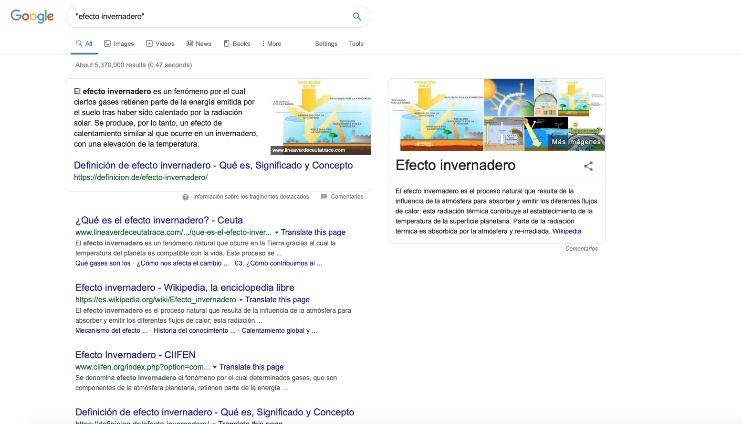 Google
"efecto invernadero"
All Images Videos News Books More Settings Tools
About 5,370,000 results (0.47 seconds)
El efecto invernadero es un fenómeno por el cual
ciertos gases retienen parte de la energía emitida por
el suelo tras haber sido calentado por la radiación
solar. Se produce, por lo tanto, un efecto de
calentamiento similar al que ocurre en un invernadero,
con una elevación de la temperatura.
www.lineaverdeceutatrace.com
Definición de efecto invernadero - Qué es, Significado y Concepto
https://definicion.de/efecto-invernadero/
Información sobre los fragmentos destacados Comentarios
¿Qué es el efecto invernadero? - Ceuta
www.lineaverdeceutatrace.com/.../que-es-el-efecto-inver... Translate this page
El efecto invernadero es un fenómeno natural que ocurre en la Tierra gracias al cual la
temperatura del planeta es compatible con la vida. Este proceso se ...
Qué gases son los · ¿Cómo nos afecta el cambio ... · 03. ¿Cómo contribuimos al ...
Efecto invernadero - Wikipedia, la enciclopedia libre
https://es.wikipedia.org/wiki/Efecto_invernadero Translate this page
El efecto invernadero es el proceso natural que resulta de la influencia de la atmósfera para
absorber y emitir los diferentes flujos de calor; esta radiación ...
Mecanismo del efecto ... · Historia del conocimiento ... · Calentamiento global y ...
Efecto Invernadero - CIIFEN
www.ciifen.org/index.php?option=com... Translate this page
Se denomina efecto invernadero al fenómeno por el cual determinados gases, que son
componentes de la atmósfera planetaria, retienen parte de la energía ...
Definición de efecto invernadero - Qué es, Significado y Concepto
https://definicion.de/efecto-invernadero/ Translate this page
Más imágenes
Efecto invernadero
El efecto invernadero es el proceso natural que resulta de la
influencia de la atmósfera para absorber y emitir los diferentes flujos
de calor; esta radiación térmica contribuye al establecimiento de la
temperatura de la superficie planetaria. Parte de la radiación
térmica es absorbida por la atmósfera y re-irradiada. Wikipedia
Comentarios